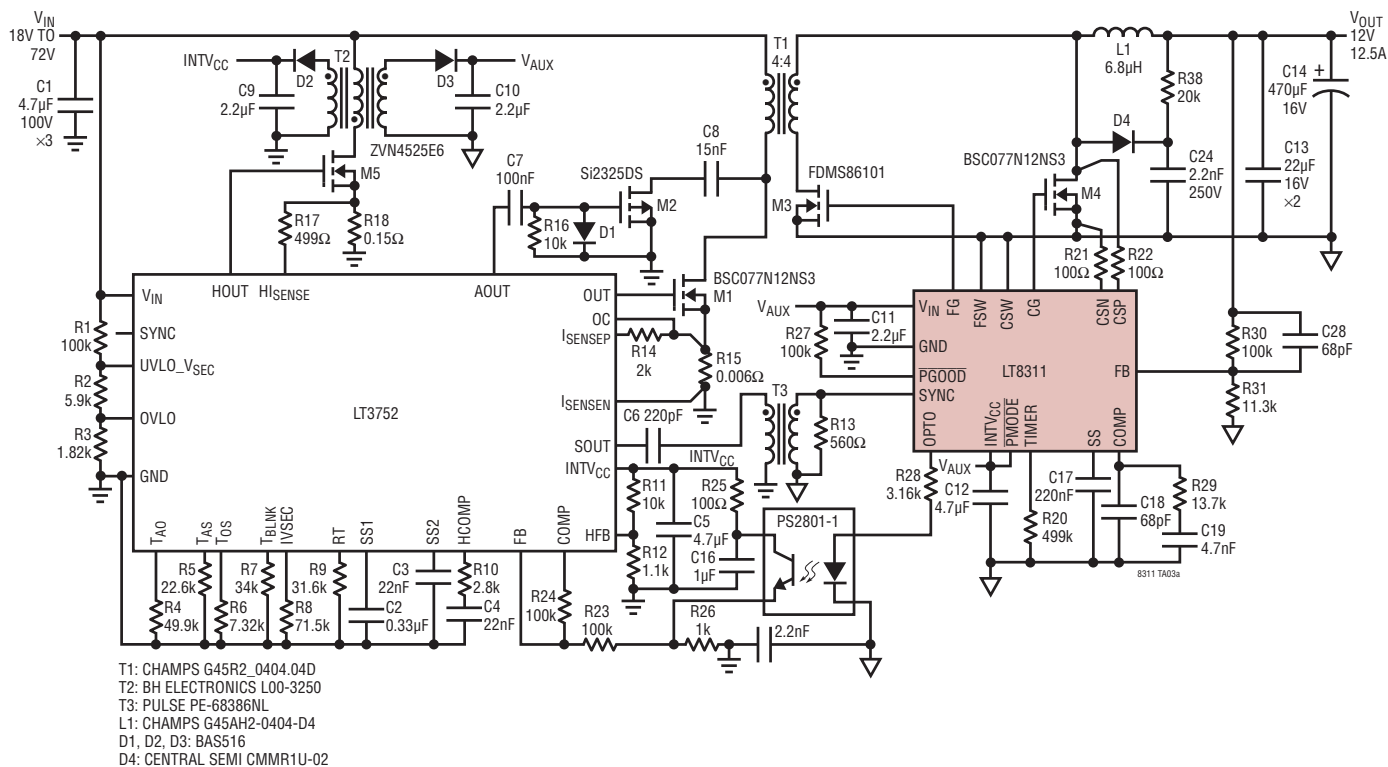 VIN
18V TO
72V
C1
4.7µF
100V
×3
INTVCC
D2
T2
D3
VAUX
C9
2.2µF
C10
2.2µF
ZVN4525E6
M5
R17
499Ω
R18
0.15Ω
C7
100nF
Si2325DS
C8
15nF
M2
R16
10k
D1
T1
4:4
FDMS86101
M3
BSC077N12NS3
M1
L1
6.8µH
VOUT
12V
12.5A
R38
20k
D4
BSC077N12NS3
M4
C24
2.2nF
250V
C14
+
470µF
16V
C13
22µF
16V
×2
R21
100Ω
R22
100Ω
R1
100k
R2
5.9k
R3
1.82k
VIN
SYNC
UVLO_VSEC
OVLO
GND
HOUT
HISENSE
AOUT
OUT
OC
ISENSEP
ISENSEN
SOUT
INTVCC
HFB
LT3752
TAO
TAS
TOS
TBLNK
IVSEC
RT
SS1
SS2
HCOMP
FB
COMP
R14
2k
R15
0.006Ω
C6 220pF
T3
INTVCC
R13
560Ω
VAUX
R27
100k
C11
2.2µF
VIN
GND
PGOOD
SYNC
FG
FSW
CSW
CG
CSN
CSP
FB
LT8311
OPTO
INTVCC
PMODE
TIMER
SS
COMP
R30
100k
C28
68pF
R31
11.3k
R4
49.9k
R5
22.6k
R6
7.32k
R7
34k
R8
71.5k
R9
31.6k
C2
0.33µF
C3
22nF
R10
2.8k
C4
22nF
R24
100k
R23
100k
R26
1k
2.2nF
R11
10k
R12
1.1k
C5
4.7µF
R25
100Ω
C16
1µF
PS2801-1
R28
3.16k
VAUX
C12
4.7µF
R20
499k
C17
220nF
C18
68pF
R29
13.7k
C19
4.7nF
8311 TA03a
T1: CHAMPS G45R2_0404.04D
T2: BH ELECTRONICS L00-3250
T3: PULSE PE-68386NL
L1: CHAMPS G45AH2-0404-D4
D1, D2, D3: BAS516
D4: CENTRAL SEMI CMMR1U-02